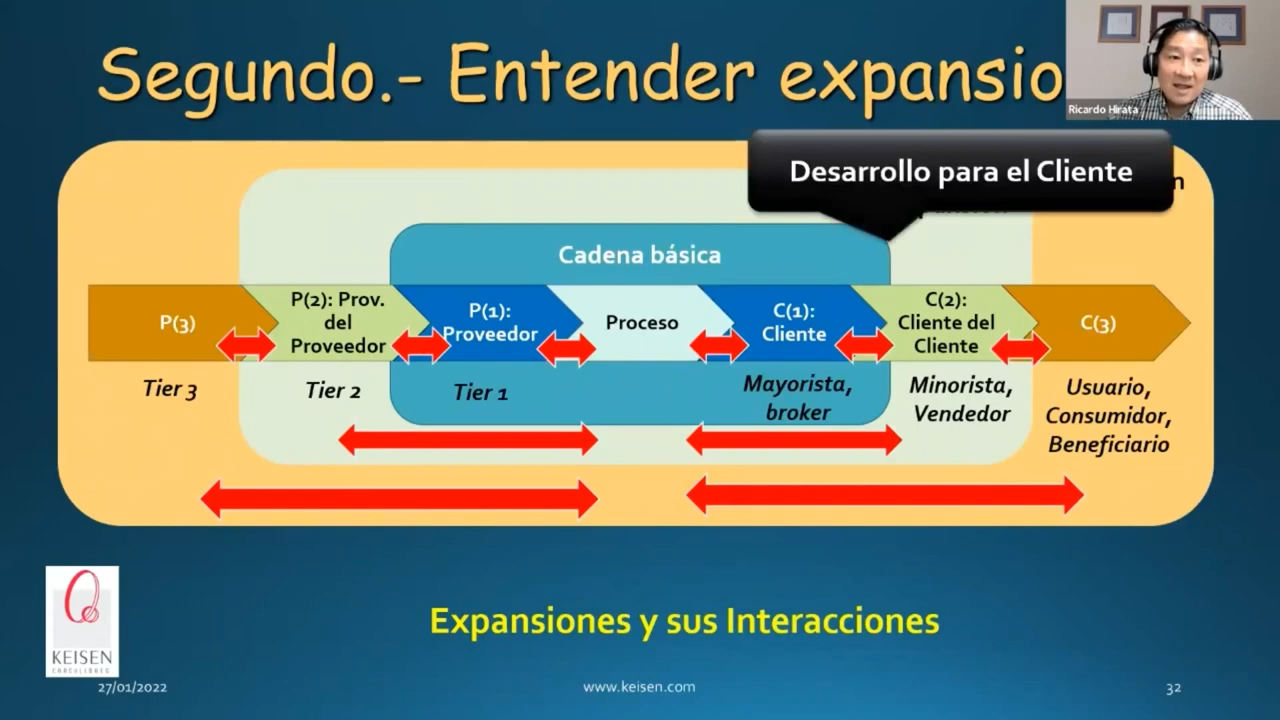 Segundo.- Entender expansio
Ricardo Hirata
Desarrollo para el Cliente
Cadena básica
P(3)
P(2): Prov.
del
Proveedor
P(1):
Proveedor
Proceso
C(1):
Cliente
C(2):
Cliente del
Cliente
C(3)
Tier 3
Tier 2
Tier 1
Mayorista,
broker
Minorista,
Vendedor
Usuario,
Consumidor,
Beneficiario
Expansiones y sus Interacciones
KEISEN
CONSULTORES
27/01/2022
www.keisen.com
32